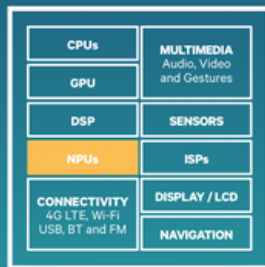 CPUs
GPU
DSP
NPUs
CONNECTIVITY
4G LTE, Wi-Fi
USB, BT and FM
MULTIMEDIA
Audio, Video
and Gestures
SENSORS
ISPs
DISPLAY / LCD
NAVIGATION